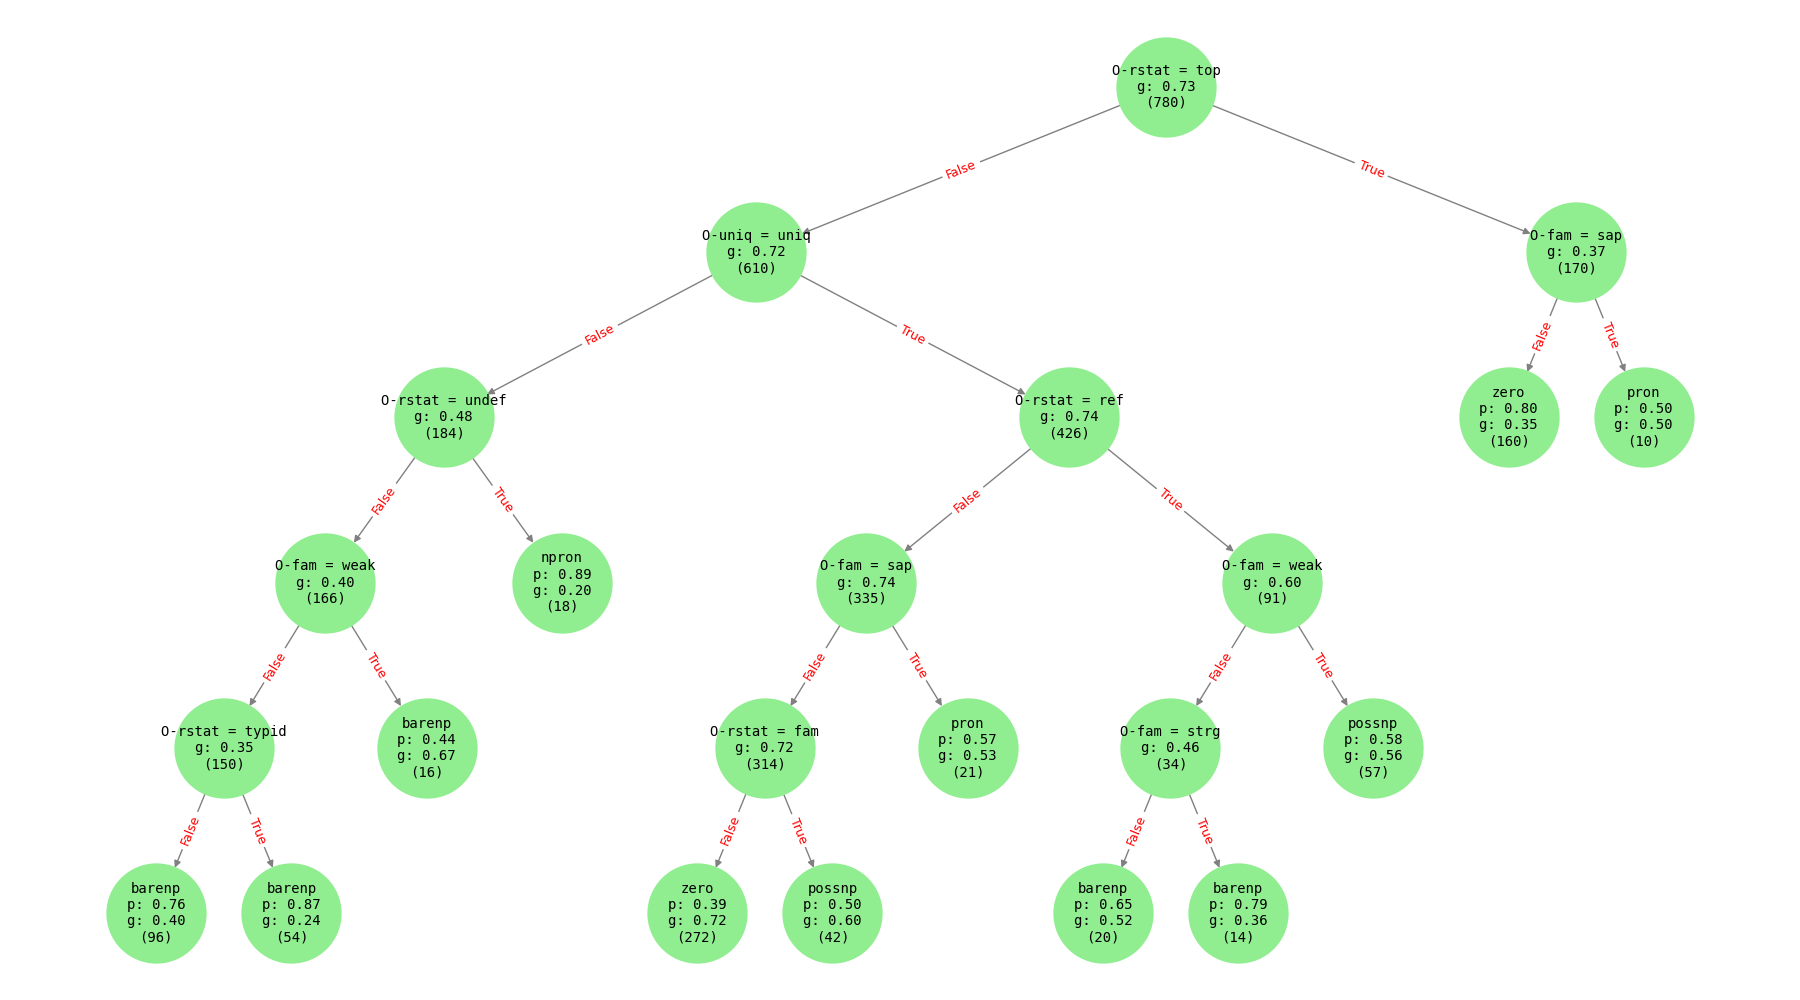 O-rstat = top
g: 0.73
(780)
False
True
O-uniq = uniq
g: 0.72
(610)
O-fam = sap
g: 0.37
(170)
False
True
False
True
O-rstat = undef
g: 0.48
(184)
O-rstat = ref
g: 0.74
(426)
zero
p: 0.80
g: 0.35
(160)
pron
p: 0.50
g: 0.50
(10)
False
True
False
True
O-fam = weak
g: 0.40
(166)
npron
p: 0.89
g: 0.20
(18)
O-fam = sap
g: 0.74
(335)
O-fam = weak
g: 0.60
(91)
False
True
False
True
False
True
O-rstat = typid
g: 0.35
(150)
barenp
p: 0.44
g: 0.67
(16)
O-rstat = fam
g: 0.72
(314)
pron
p: 0.57
g: 0.53
(21)
O-fam = strg
g: 0.46
(34)
possnp
p: 0.58
g: 0.56
(57)
False
True
False
True
False
True
barenp
p: 0.76
g: 0.40
(96)
barenp
p: 0.87
g: 0.24
(54)
zero
p: 0.39
g: 0.72
(272)
possnp
p: 0.50
g: 0.60
(42)
barenp
p: 0.65
g: 0.52
(20)
barenp
p: 0.79
g: 0.36
(14)